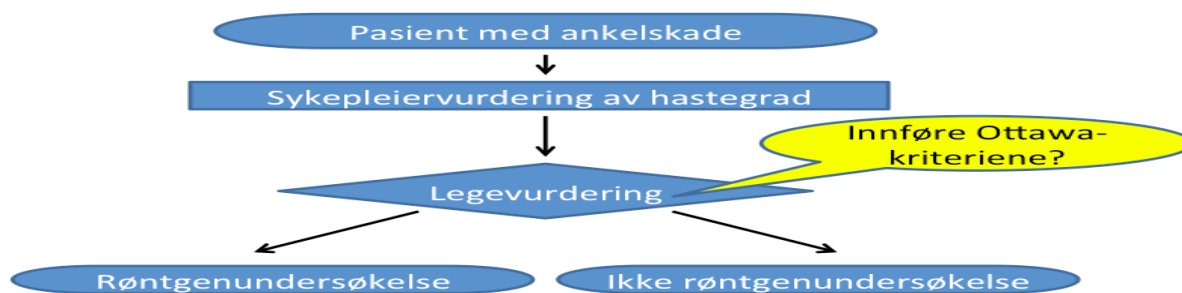 Pasient med ankelskade
Sykepleiervurdering av hastegrad
Innføre Ottawa-
kriteriene?
Legevurdering
Røntgenundersøkelse
Ikke røntgenundersøkelse